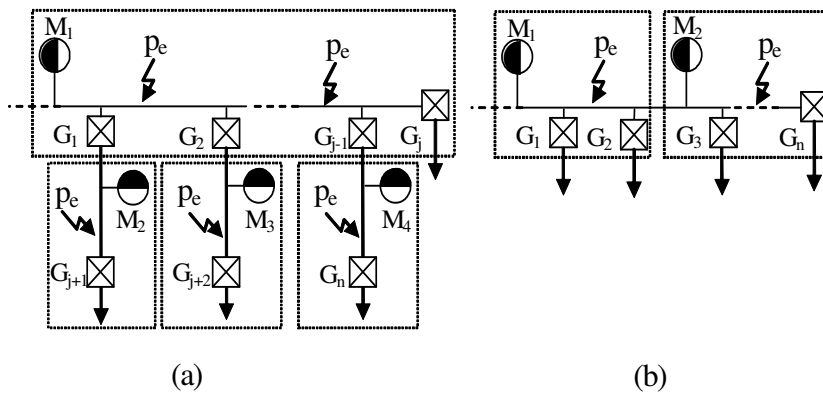 M1 pe pe M1 pe M2 pe
G1 G2 Gj-1 Gj G1 G2 G3 Gn
pe M2 pe M3 pe M4
Gj+1 Gj+2 Gn
(a) (b)